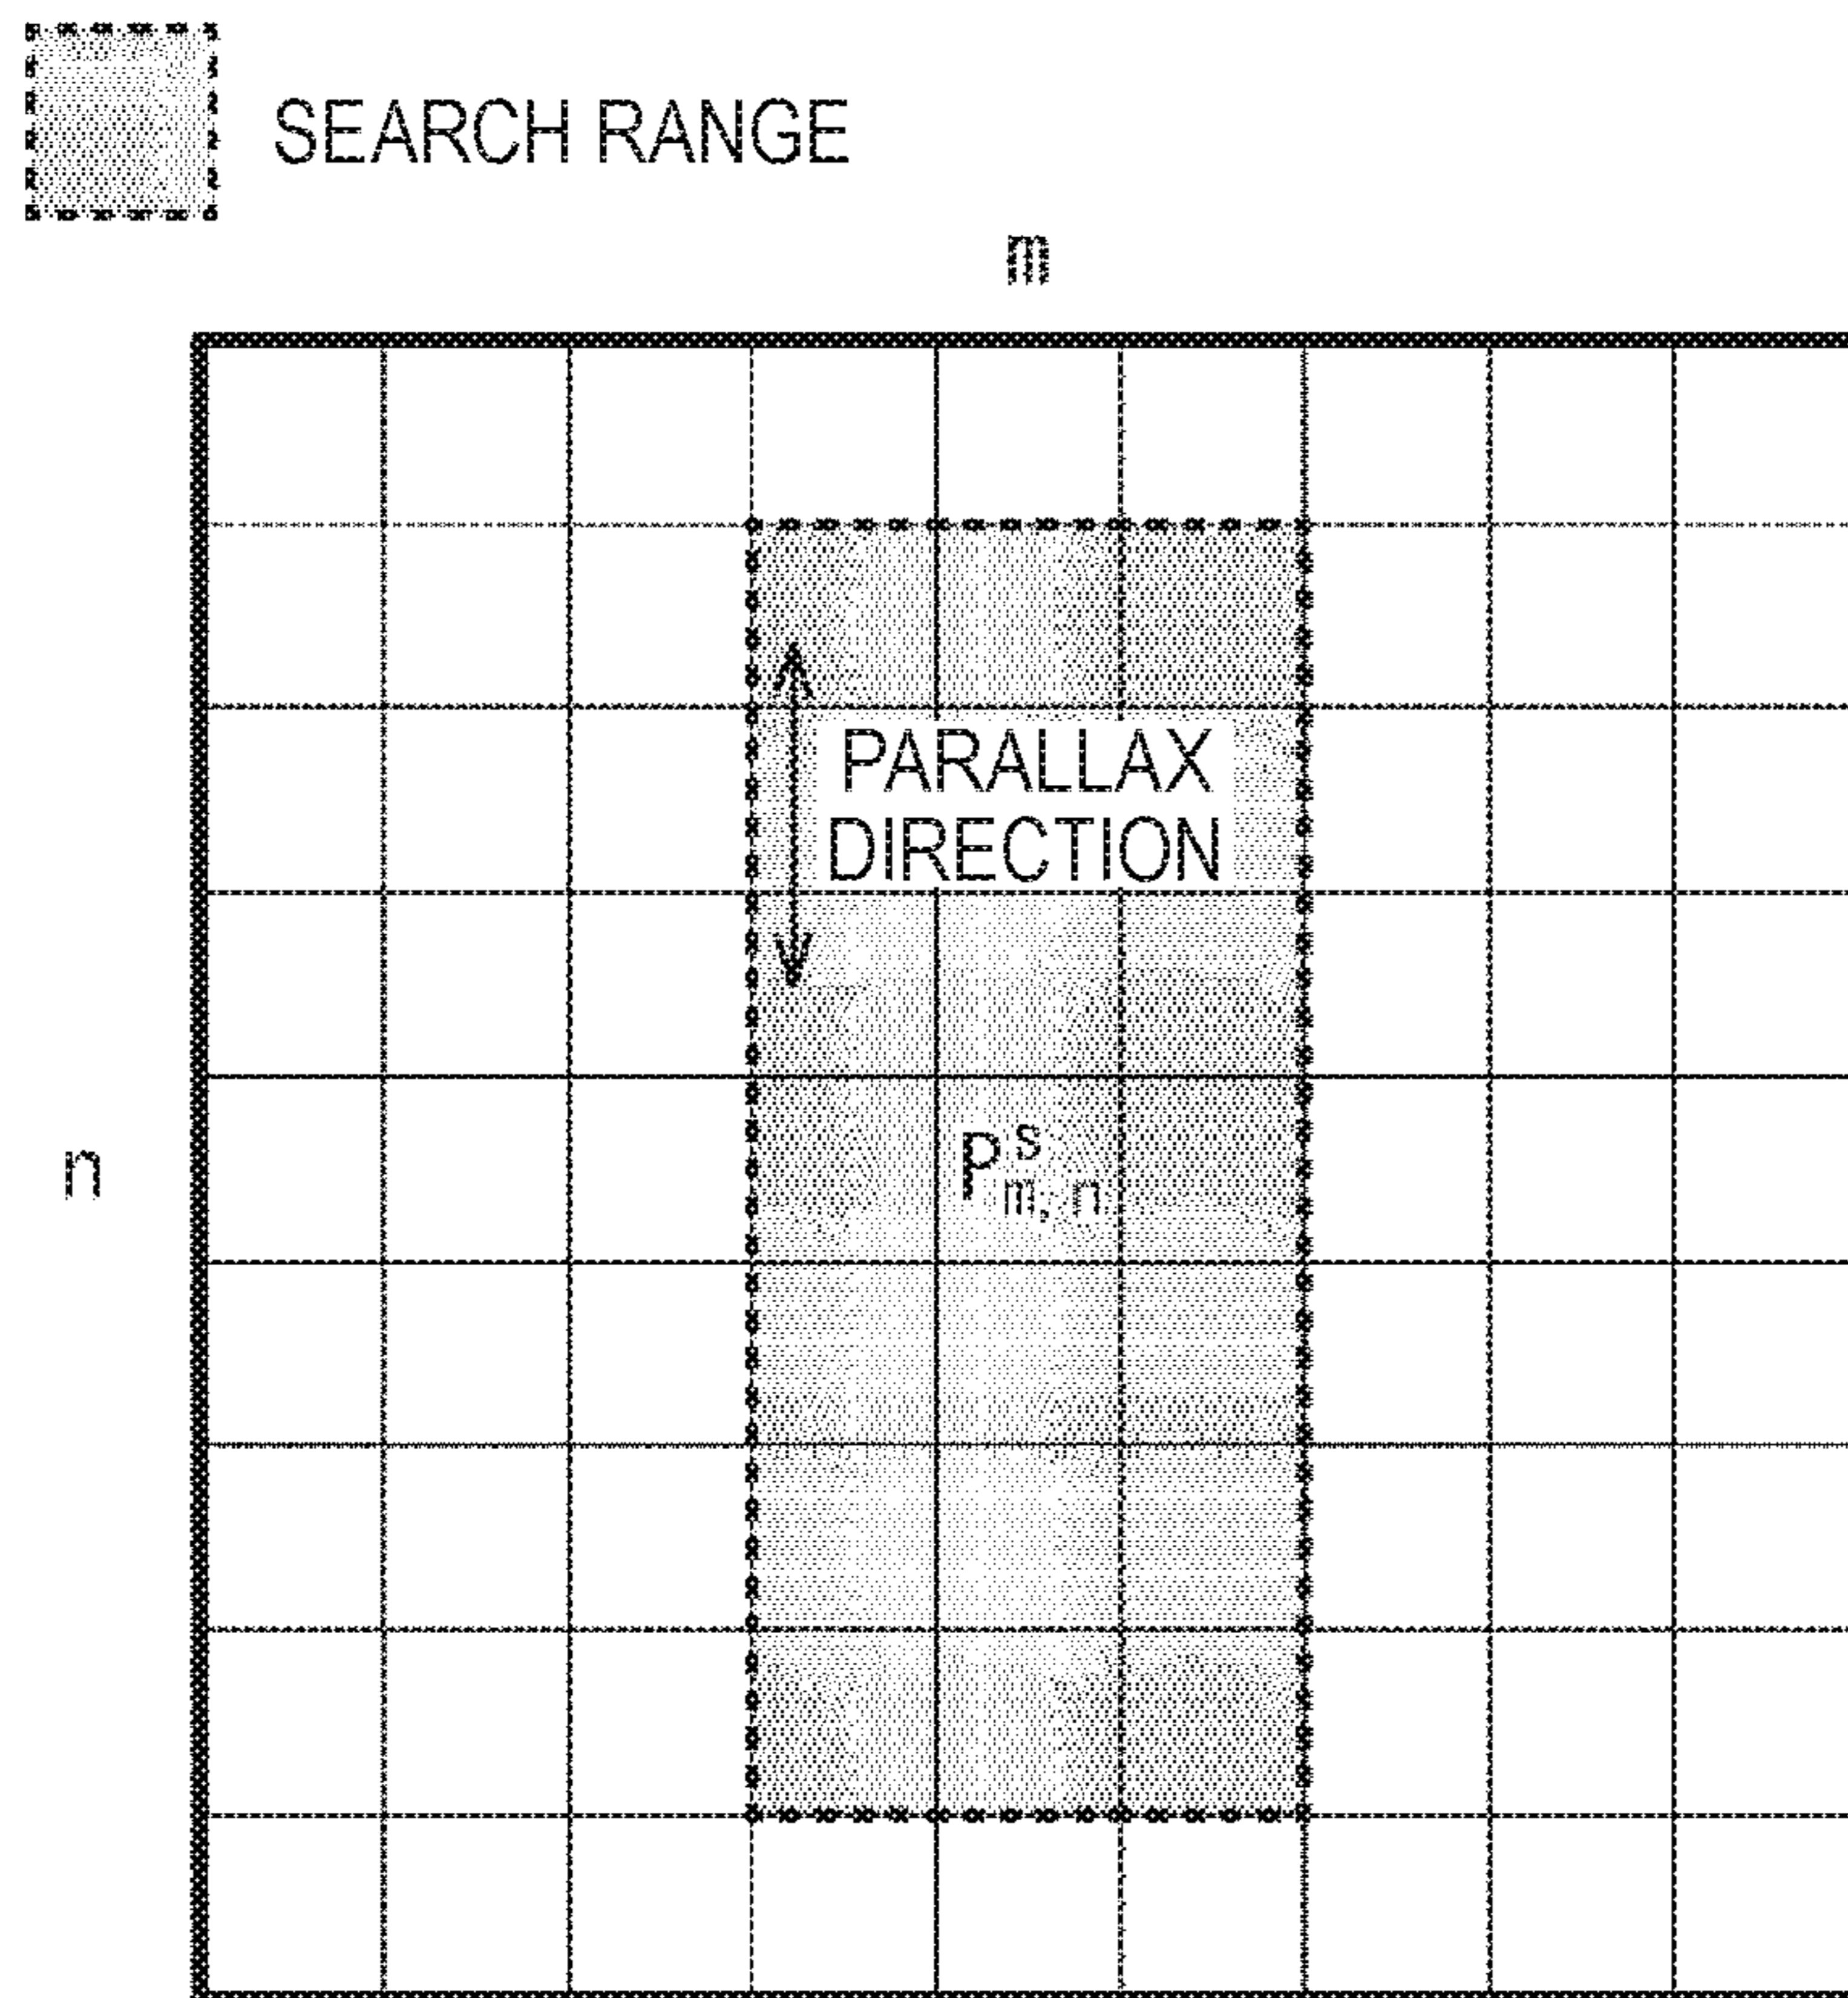 SEARCH RANGE
m
PARALLAX
DIRECTION
n
P^s_{m, n}